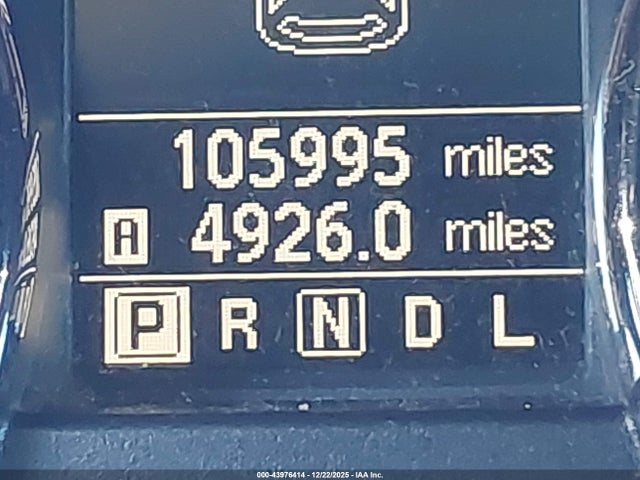 105995 miles
A 4926.0 miles
P R N D L
000-43976414 - 12/22/2025 - IAA Inc.